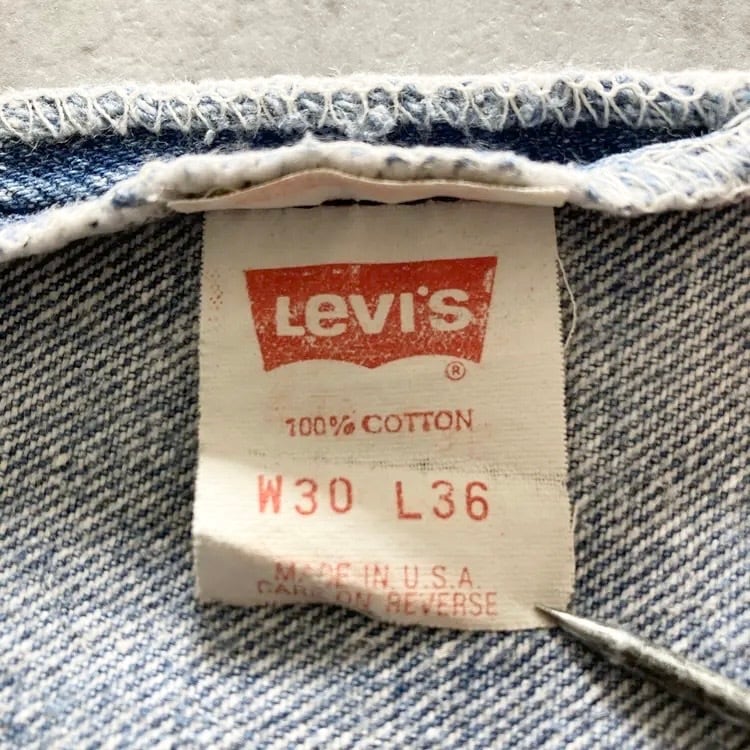 Levi's
®
100% COTTON
W30 L36
MADE IN U.S.A.
CARE ON REVERSE